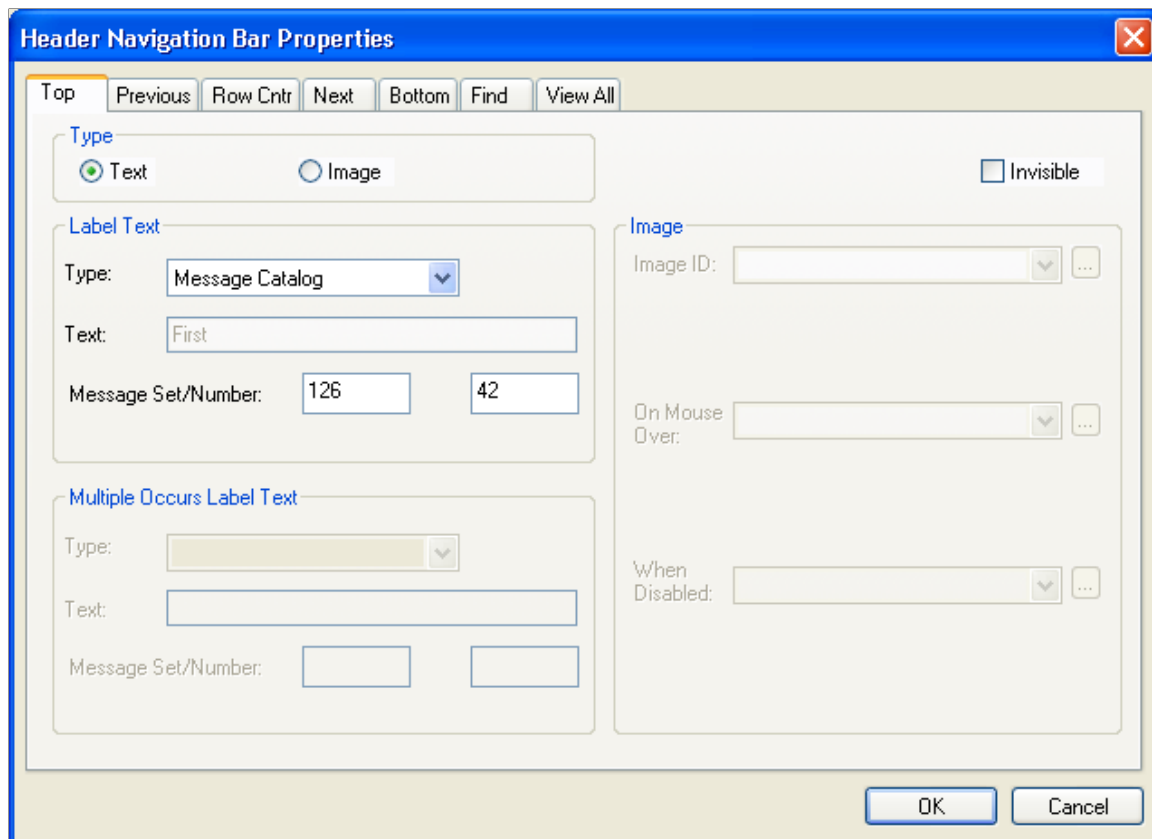 Header Navigation Bar Properties
Top Previous Row Cntr Next Bottom Find View All
Type
Text Image
Invisible
Label Text
Type: Message Catalog
Text: First
Message Set/Number: 126 42
Multiple Occurs Label Text
Type:
Text:
Message Set/Number:
Image
Image ID: ...
On Mouse
Over: ...
When
Disabled: ...
OK Cancel